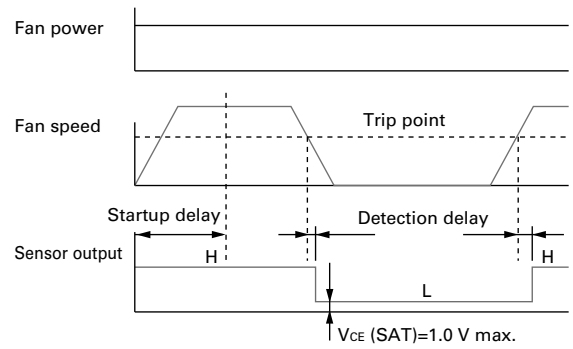 Fan power
Fan speed
Trip point
Startup delay
Detection delay
Sensor output
H
H
L
VCE (SAT)=1.0 V max.